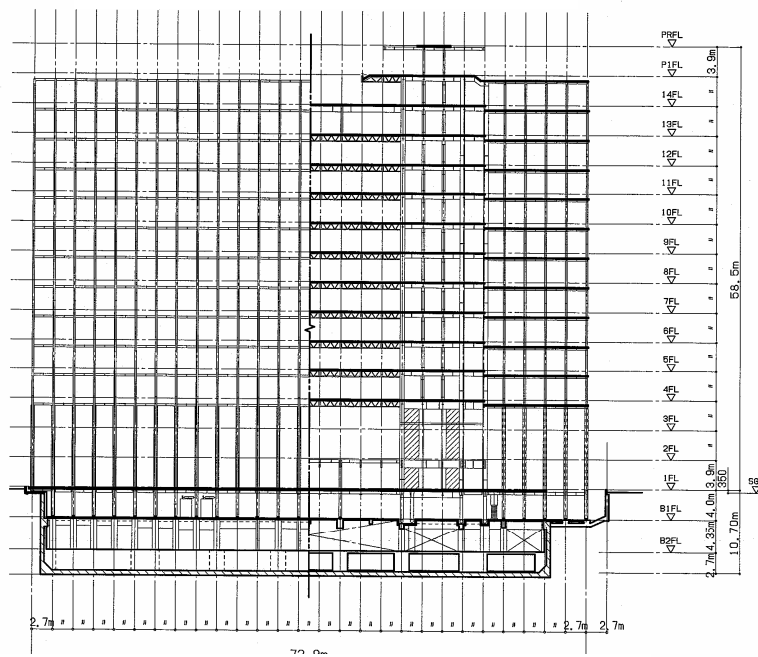 PRFL
P1FL
3.9m
14FL
〃
13FL
〃
12FL
〃
11FL
〃
10FL
〃
9FL
〃
8FL
〃
58.5m
7FL
〃
6FL
〃
5FL
〃
4FL
〃
3FL
〃
2FL
〃
1FL
3.9m
350
B1FL
4.0m
4.35m
10.70m
B2FL
2.7m
2.7m 〃 〃 〃 〃 〃 〃 〃 〃 〃 〃 〃 〃 〃 〃 〃 〃 〃 〃 〃 〃 〃 〃 〃 〃 〃 2.7m 2.7m